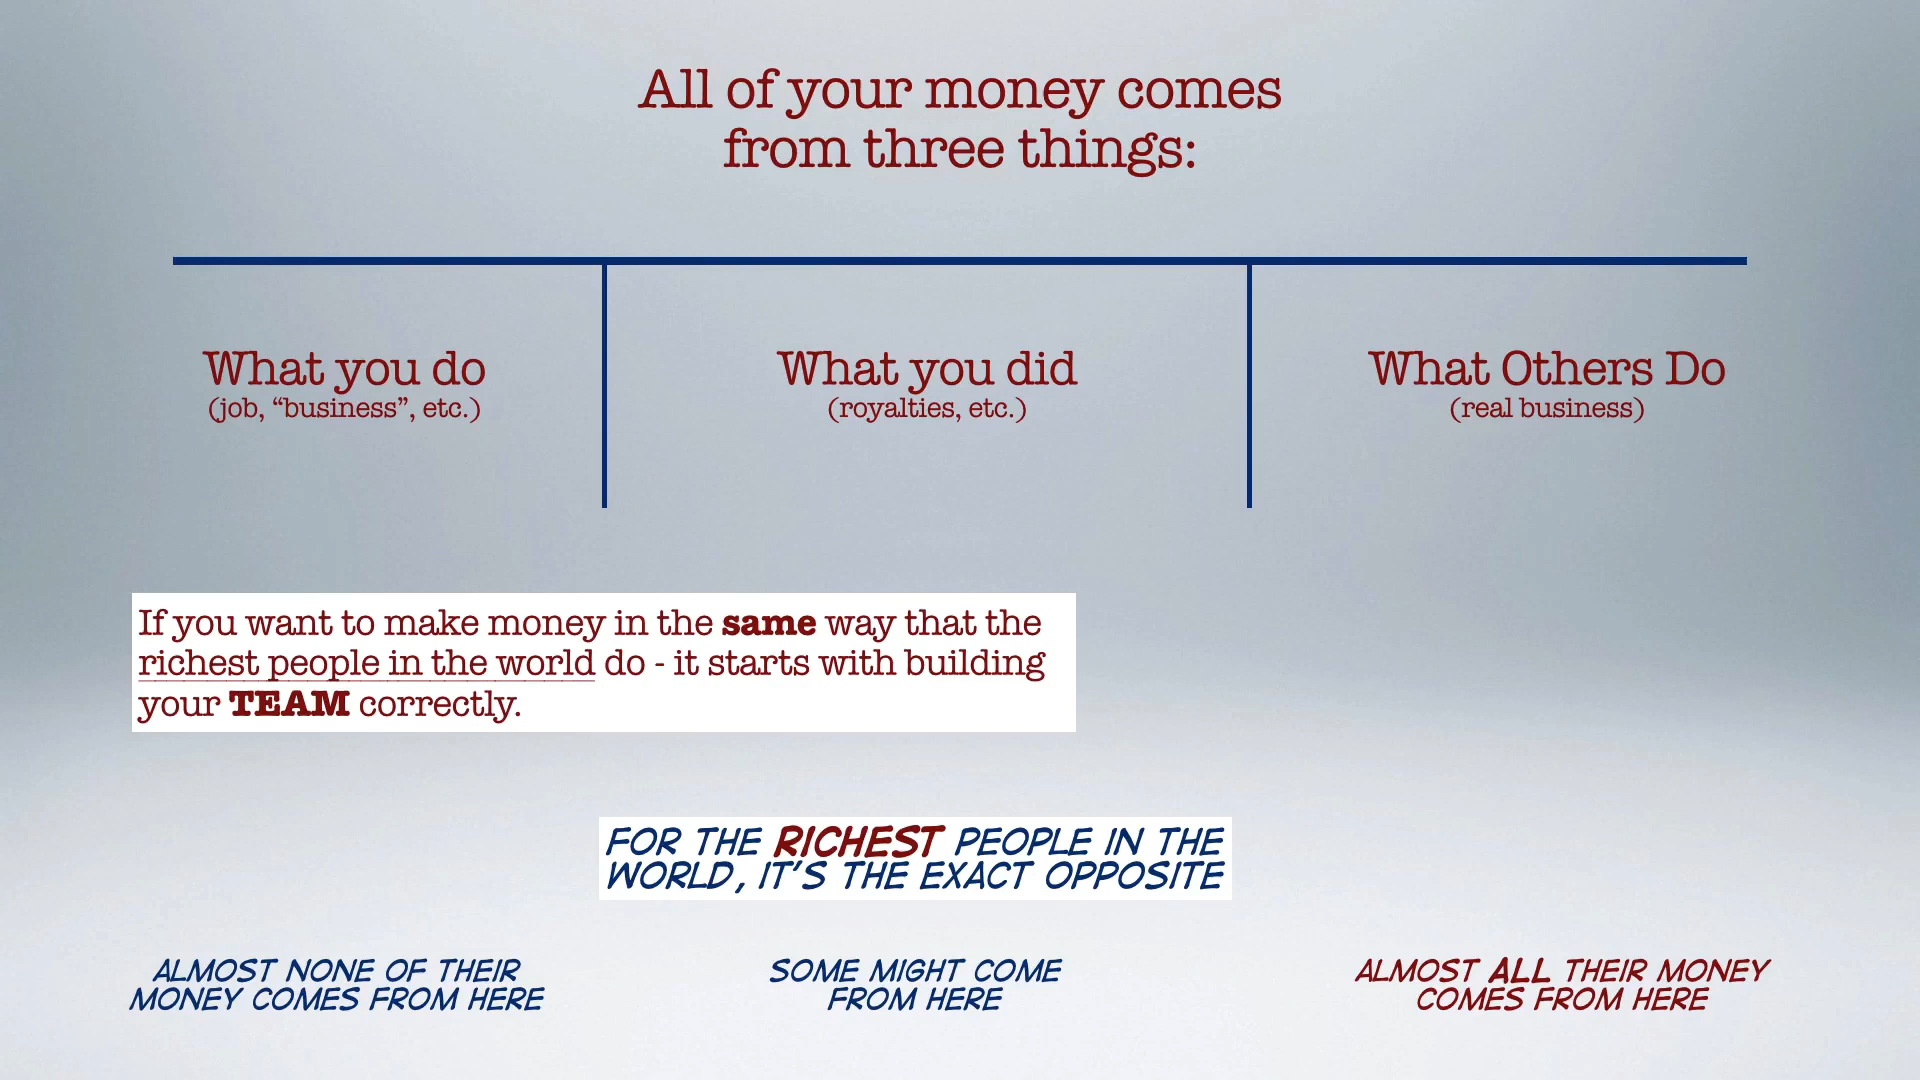 All of your money comes
from three things:
What you do
(job, “business”, etc.)
What you did
(royalties, etc.)
What Others Do
(real business)
If you want to make money in the same way that the
richest people in the world do - it starts with building
your TEAM correctly.
FOR THE RICHEST PEOPLE IN THE
WORLD, IT'S THE EXACT OPPOSITE
ALMOST NONE OF THEIR
MONEY COMES FROM HERE
SOME MIGHT COME
FROM HERE
ALMOST ALL THEIR MONEY
COMES FROM HERE